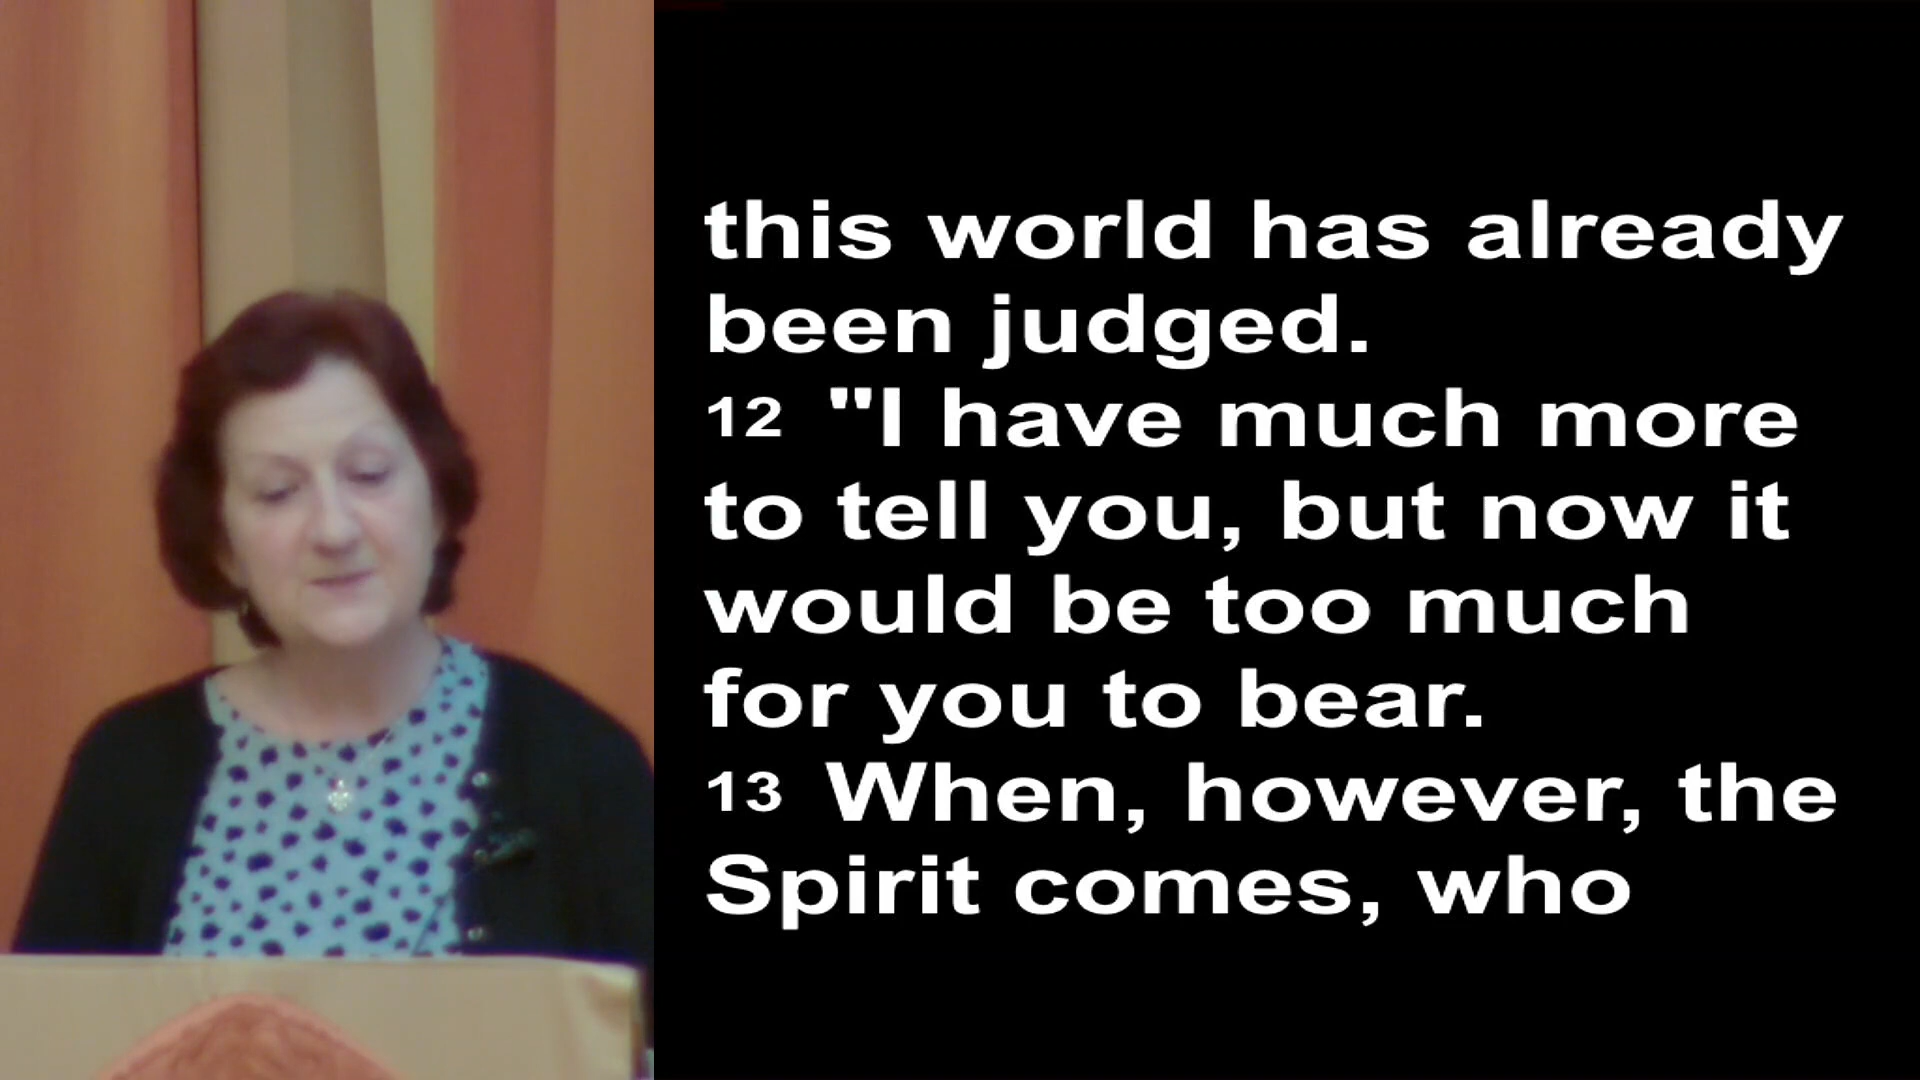 this world has already
been judged.
12 "I have much more
to tell you, but now it
would be too much
for you to bear.
13 When, however, the
Spirit comes, who